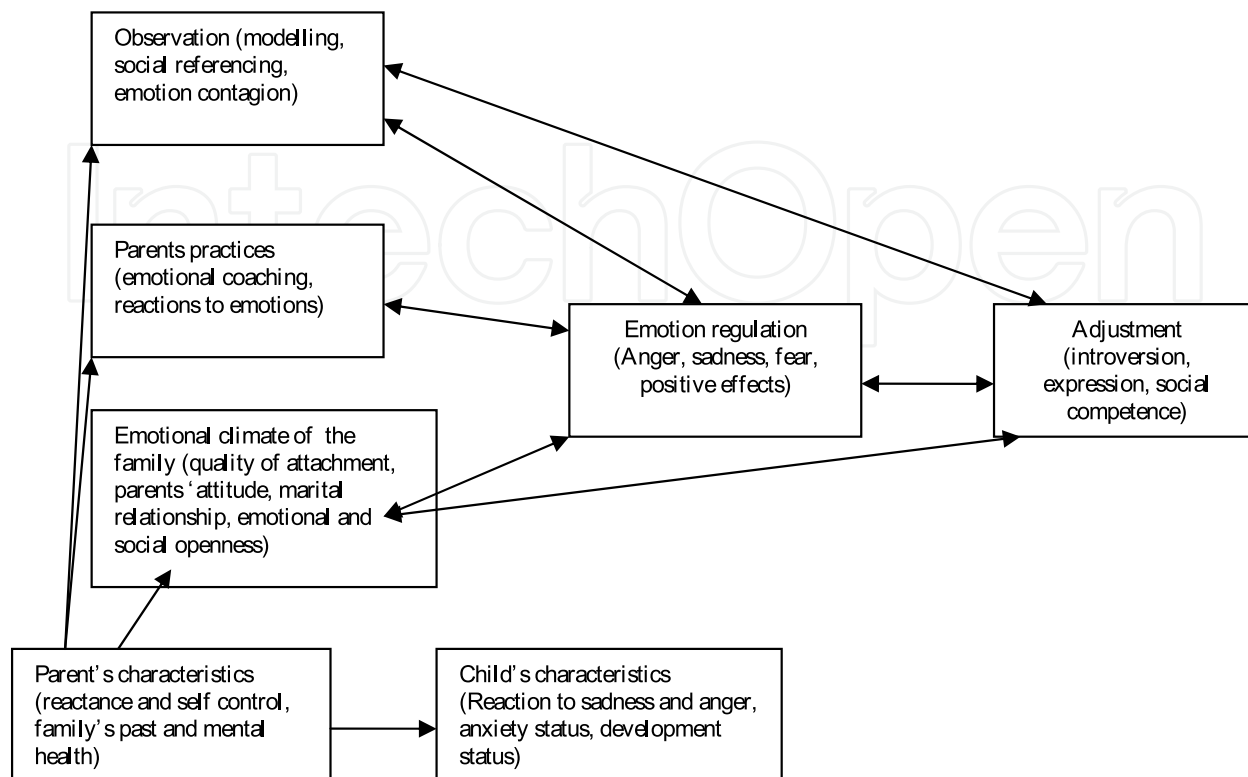 Observation (modelling,
social referencing,
emotion contagion)
IntechOpen
Parents practices
(emotional coaching,
reactions to emotions)
Emotion regulation
(Anger, sadness, fear,
positive effects)
Adjustment
(introversion,
expression, social
competence)
Emotional climate of the
family (quality of attachment,
parents ‘attitude, marital
relationship, emotional and
social openness)
Parent’s characteristics
(reactance and self control,
family’s past and mental
health)
Child’s characteristics
(Reaction to sadness and anger,
anxiety status, development
status)